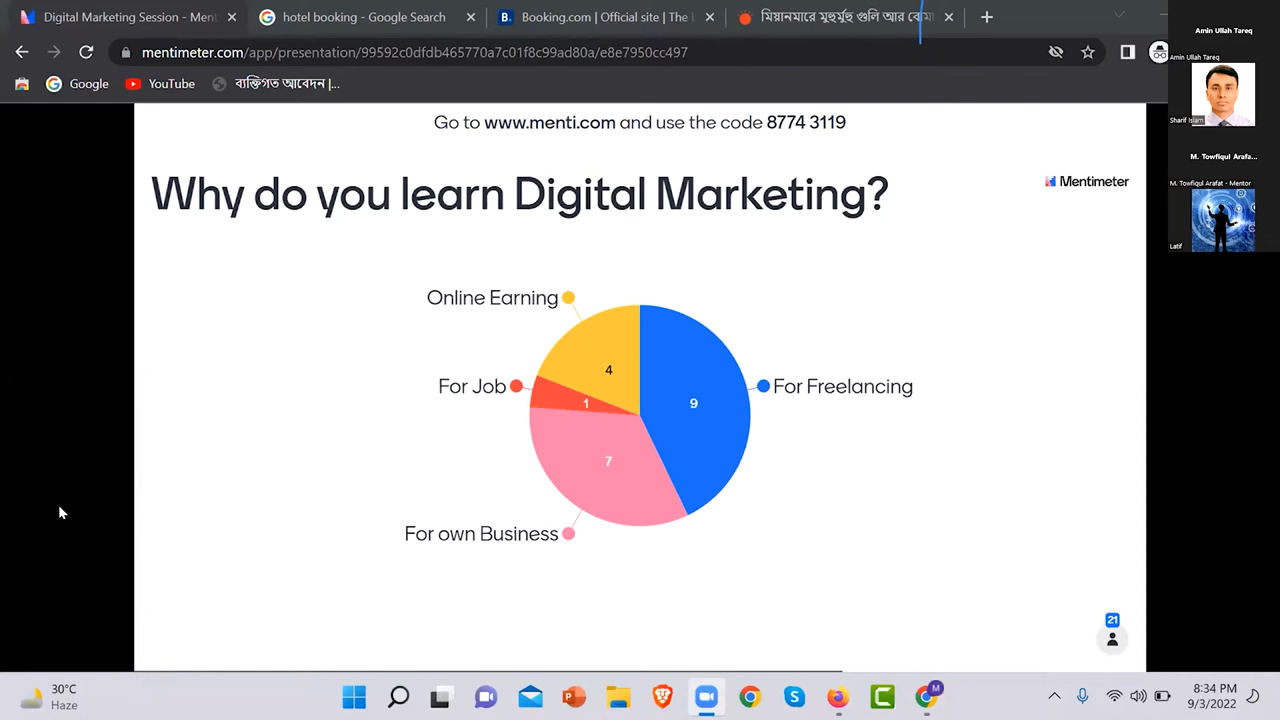 Digital Marketing Session - Menti
hotel booking - Google Search
Booking.com | Official site | The b
মিয়ানমারে মুহুর্মুহু গুলি আর বোমা
mentimeter.com/app/presentation/99592c0dfdb465770a7c01f8c99ad80a/e8e7950cc497
Google
YouTube
ব্যক্তিগত আবেদন |...
Amin Ullah Tareq
Amin Ullah Tareq
Sharif Islam
M. Towfiqul Arafa...
M. Towfiqul Arafat - Mentor
Latif
Go to www.menti.com and use the code 8774 3119
Why do you learn Digital Marketing?
Mentimeter
Online Earning
4
For Job
1
9
For Freelancing
7
For own Business
21
30°C
Haze
M
8:34 PM
9/3/2022